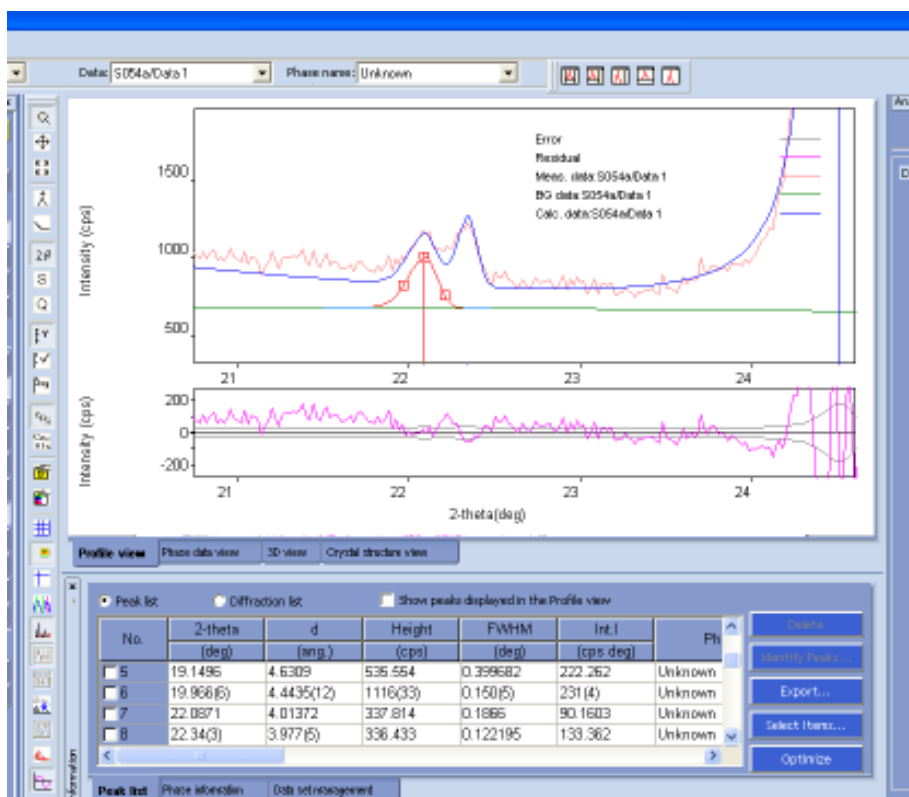 Data: S054a/Data 1 Phase name: Unknown
An
D
Error
Residual
Meas. data:S054a/Data 1
BG data:S054a/Data 1
Calc. data:S054a/Data 1
Intensity (cps)
1500
1000
500
21 22 23 24
Intensity (cps)
200
0
-200
21 22 23 24
2-theta(deg)
2θ
S
Q
Profile view Phase data view 3D view Crystal structure view
Peak list Diffraction list Show peaks displayed in the Profile view
No. 2-theta d Height FWHM Int.I Ph
(deg) (ang.) (cps) (deg) (cps deg)
5 19.1496 4.6309 535.554 0.399682 222.262 Unknown
6 19.966(6) 4.4435(12) 1116(33) 0.150(5) 231(4) Unknown
7 22.0871 4.01372 337.814 0.1866 90.1603 Unknown
8 22.34(3) 3.977(5) 336.433 0.122195 133.362 Unknown
Delete
Identify Peaks...
Export...
Select Items...
Optimize
nformation
Peak list Phase information Data set management